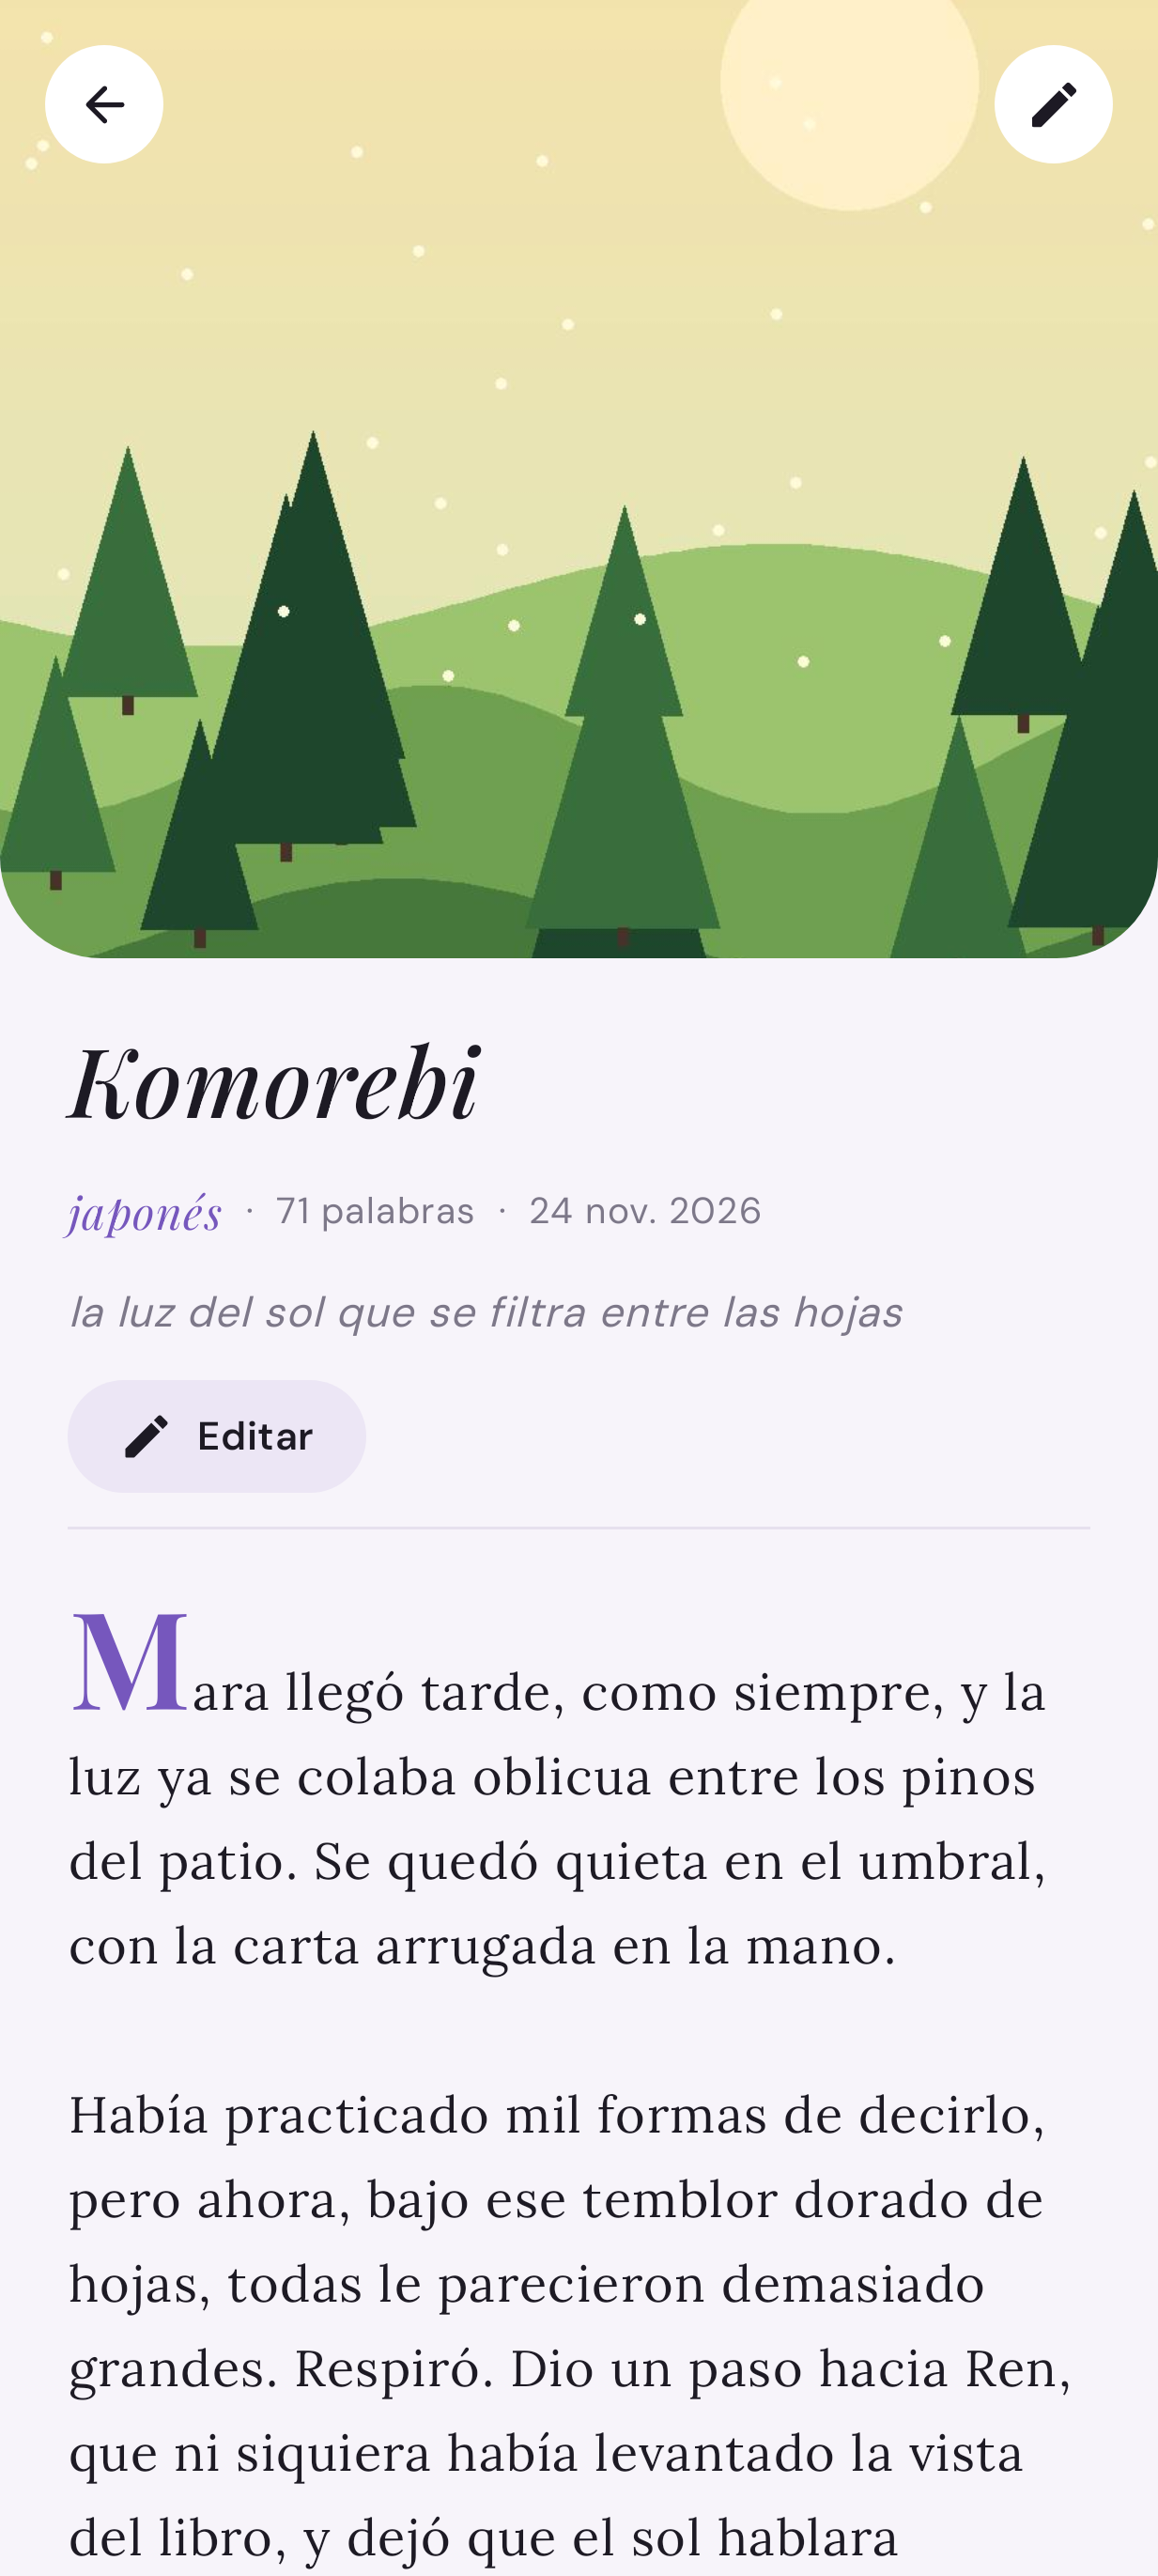 Komorebi
japonés · 71 palabras · 24 nov. 2026
la luz del sol que se filtra entre las hojas
Editar
Mara llegó tarde, como siempre, y la
luz ya se colaba oblicua entre los pinos
del patio. Se quedó quieta en el umbral,
con la carta arrugada en la mano.
Había practicado mil formas de decirlo,
pero ahora, bajo ese temblor dorado de
hojas, todas le parecieron demasiado
grandes. Respiró. Dio un paso hacia Ren,
que ni siquiera había levantado la vista
del libro, y dejó que el sol hablara